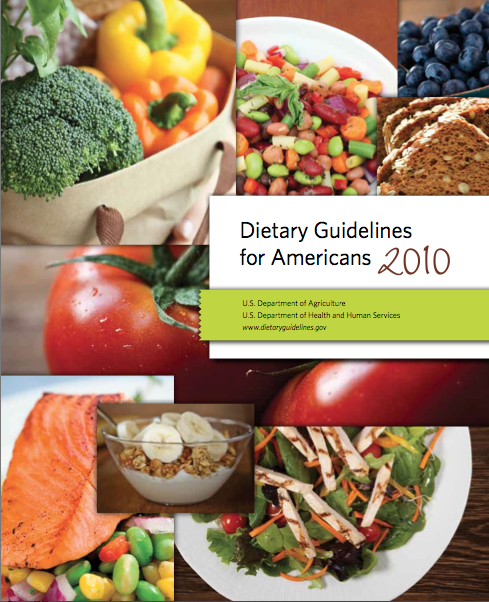 Dietary Guidelines
for Americans 2010
U.S. Department of Agriculture
U.S. Department of Health and Human Services
www.dietaryguidelines.gov